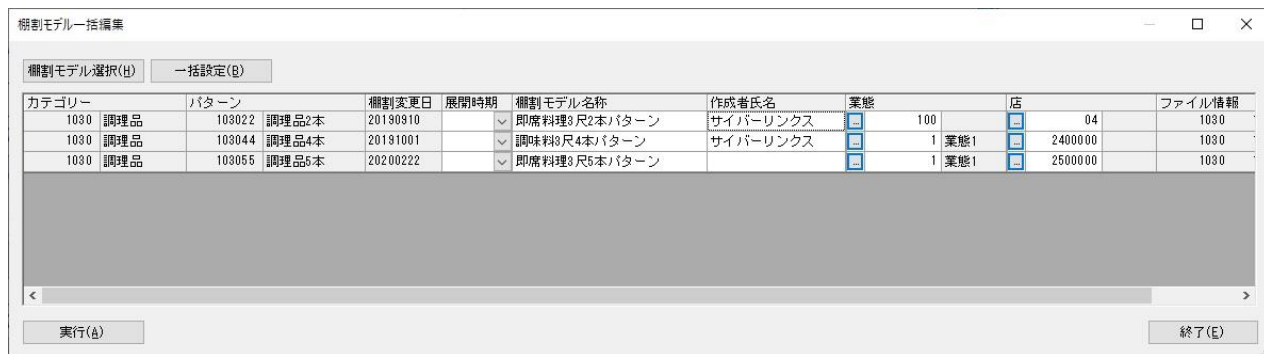 棚割モデル一括編集
棚割モデル選択(H) 一括設定(B)
カテゴリー パターン 棚割変更日 展開時期 棚割モデル名称 作成者氏名 業態 店 ファイル情報
1030 調理品 103022 調理品2本 20190910 即席料理3尺2本パターン サイバーリンクス ... 100 ... 04 1030
1030 調理品 103044 調理品4本 20191001 調味料3尺4本パターン サイバーリンクス ... 1 業態1 ... 2400000 1030
1030 調理品 103055 調理品5本 20200222 即席料理3尺5本パターン ... 1 業態1 ... 2500000 1030
実行(A) 終了(E)